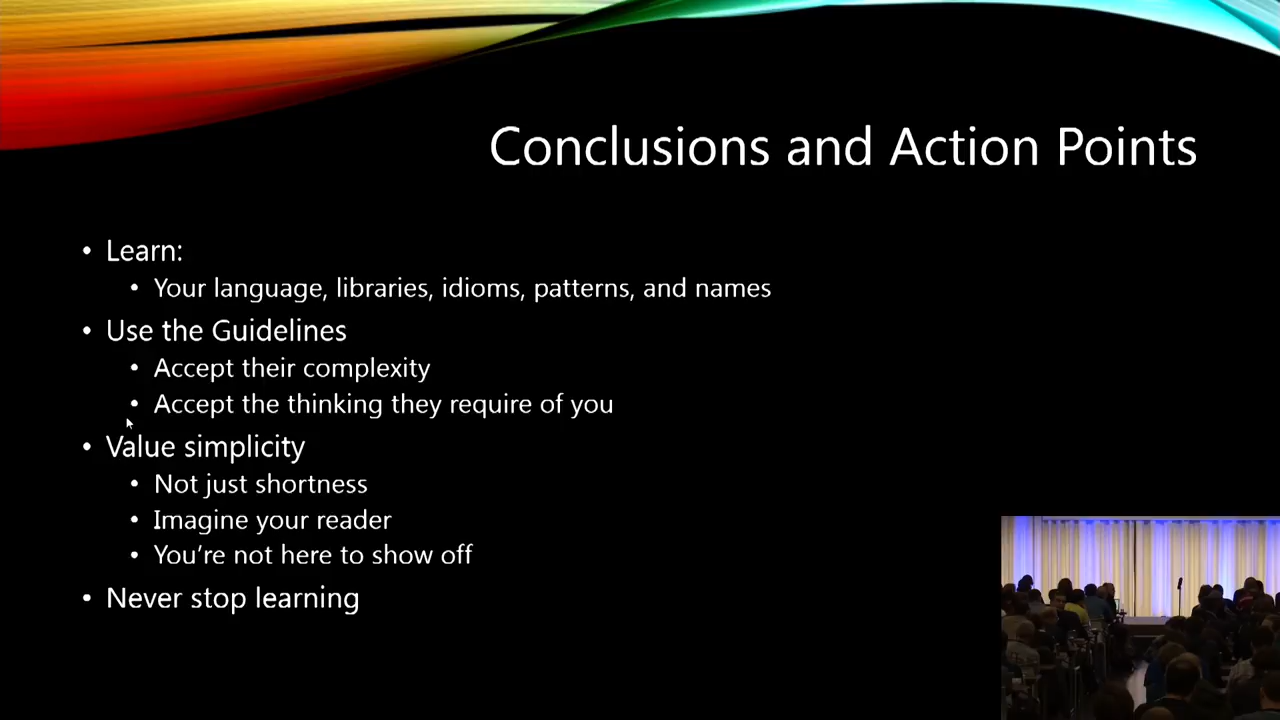 Conclusions and Action Points
• Learn:
• Your language, libraries, idioms, patterns, and names
• Use the Guidelines
• Accept their complexity
• Accept the thinking they require of you
• Value simplicity
• Not just shortness
• Imagine your reader
• You’re not here to show off
• Never stop learning